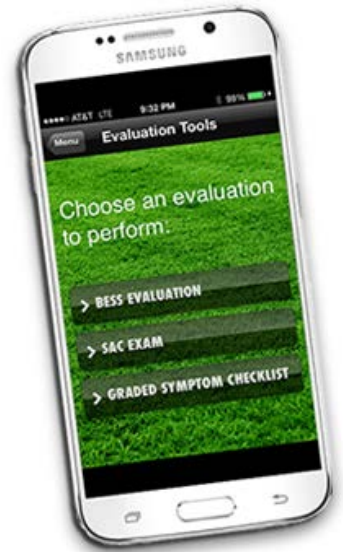 SAMSUNG
AT&T LTE 9:32 PM 98%
Menu Evaluation Tools
Choose an evaluation
to perform:
> BESS EVALUATION
> SAC EXAM
> GRADED SYMPTOM CHECKLIST